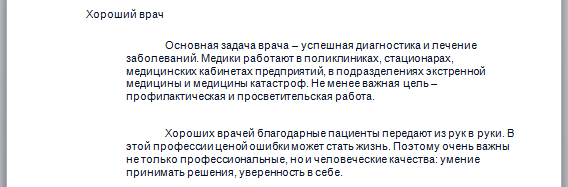 Хороший врач
Основная задача врача – успешная диагностика и лечение
заболеваний. Медики работают в поликлиниках, стационарах,
медицинских кабинетах предприятий, в подразделениях экстренной
медицины и медицины катастроф. Не менее важная цель –
профилактическая и просветительская работа.
Хороших врачей благодарные пациенты передают из рук в руки. В
этой профессии ценой ошибки может стать жизнь. Поэтому очень важны
не только профессиональные, но и человеческие качества: умение
принимать решения, уверенность в себе.